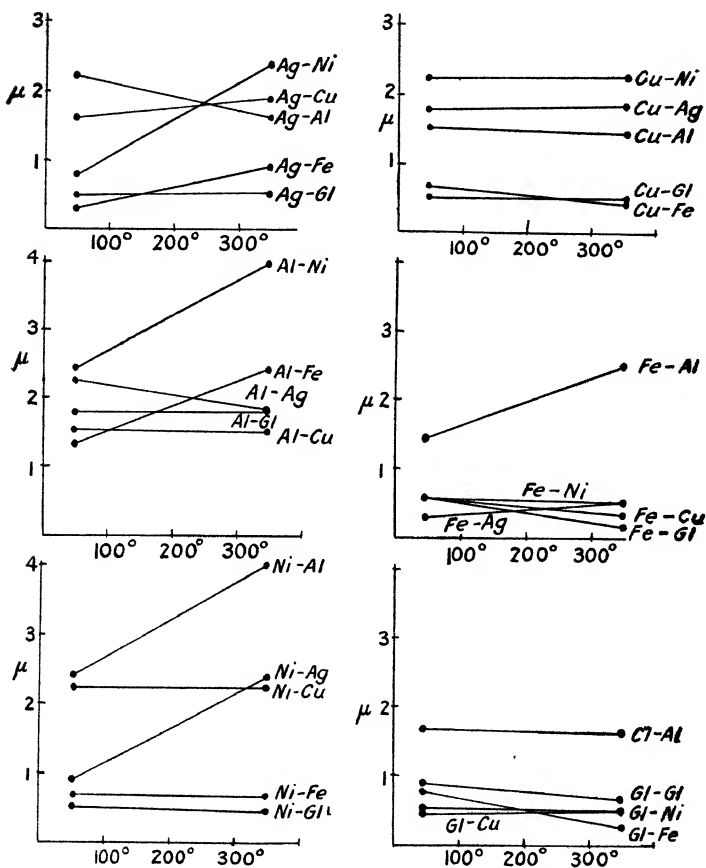 3
2
1
μ
Ag-Ni
Ag-Cu
Ag-Al
Ag-Fe
Ag-Gl
100° 200° 300°
3
2
1
μ
Cu-Ni
Cu-Ag
Cu-Al
Cu-Gl
Cu-Fe
100° 200° 300°
4
3
2
1
μ
Al-Ni
Al-Fe
Al-Ag
Al-Gl
Al-Cu
100° 200° 300°
3
2
1
μ
Fe-Al
Fe-Ni
Fe-Ag
Fe-Cu
Fe-Gl
100° 200° 300°
4
3
2
1
μ
Ni-Al
Ni-Ag
Ni-Cu
Ni-Fe
Ni-Gl
100° 200° 300°
3
2
1
μ
Cl-Al
Gl-Gl
Gl-Ni
Gl-Cu
Gl-Fe
100° 200° 300°